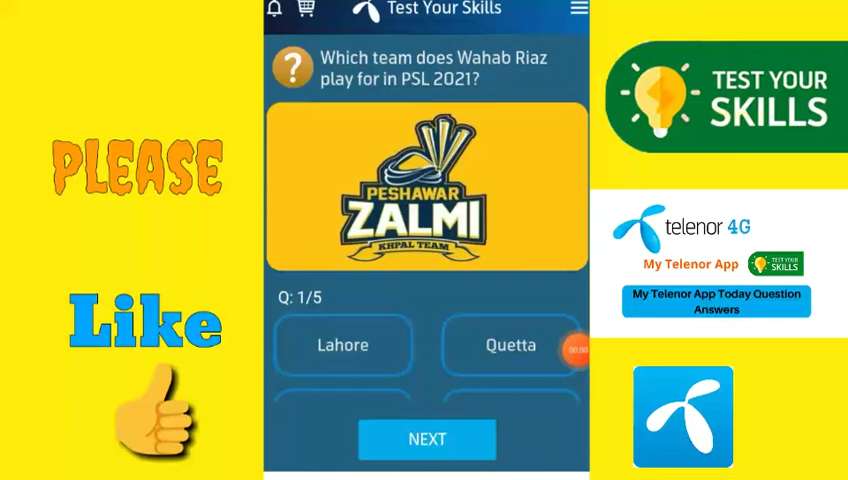 Test Your Skills
?
Which team does Wahab Riaz
play for in PSL 2021?
PESHAWAR
ZALMI
KHPAL TEAM
Q: 1/5
Lahore
Quetta
00:00
NEXT
PLEASE
Like
TEST YOUR
SKILLS
telenor 4G
My Telenor App
TEST YOUR
SKILLS
My Telenor App Today Question
Answers